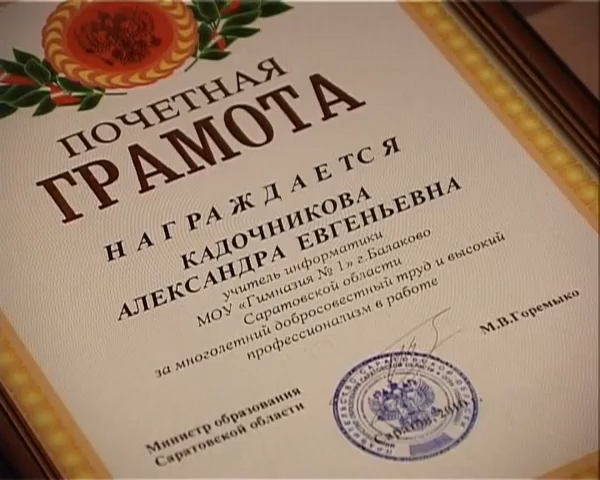 ПОЧЕТНАЯ
ГРАМОТА
НАГРАЖДАЕТСЯ
КАДОЧНИКОВА
АЛЕКСАНДРА ЕВГЕНЬЕВНА
учитель информатики
МОУ «Гимназия № 1» г.Балаково
Саратовской области
за многолетний добросовестный труд и высокий
профессионализм в работе
Министр образования
Саратовской области
М.В.Горемыко